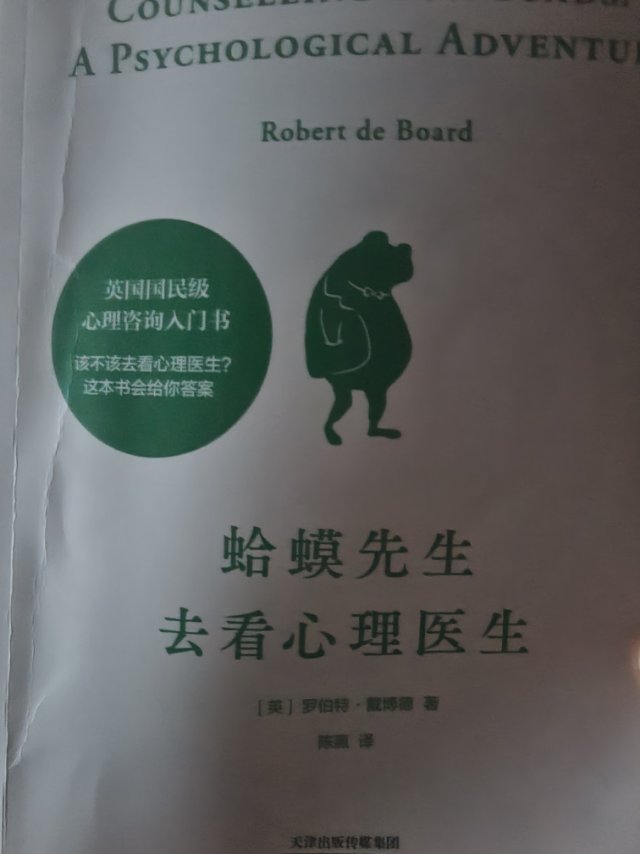 A PSYCHOLOGICAL ADVENTU
Robert de Board
英国国民级
心理咨询入门书
该不该去看心理医生?
这本书会给你答案
蛤蟆先生
去看心理医生
[英] 罗伯特·戴博德 著
陈赢 译
天津出版传媒集团